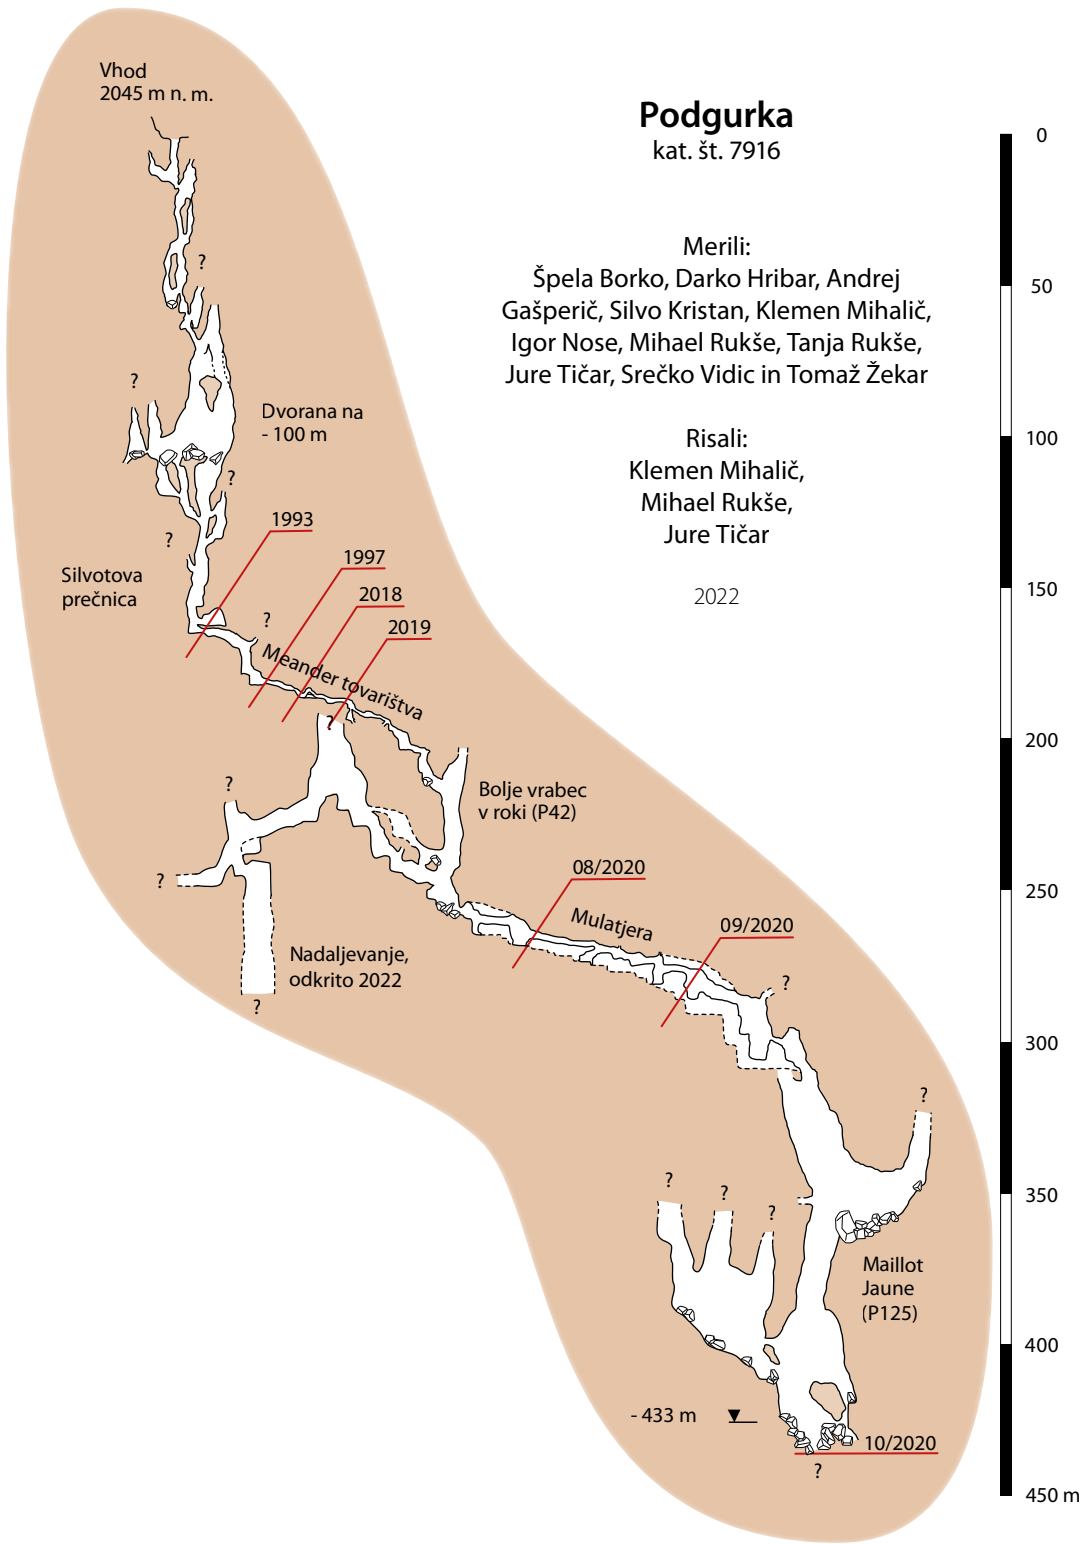 Vhod
2045 m n. m.
Podgurka
kat. št. 7916
Merili:
Špela Borko, Darko Hribar, Andrej
Gašperič, Silvo Kristan, Klemen Mihalič,
Igor Nose, Mihael Rukše, Tanja Rukše,
Jure Tičar, Srečko Vidic in Tomaž Žekar
Risali:
Klemen Mihalič,
Mihael Rukše,
Jure Tičar
2022
0
50
100
150
200
250
300
350
400
450 m
?
?
Dvorana na
- 100 m
?
?
1993
Silvotova
prečnica
1997
2018
?
2019
Meander tovarištva
?
?
Bolje vrabec
v roki (P42)
?
08/2020
Mulatjera
09/2020
Nadaljevanje,
odkrito 2022
?
?
?
?
?
?
Maillot
Jaune
(P125)
- 433 m
10/2020
?